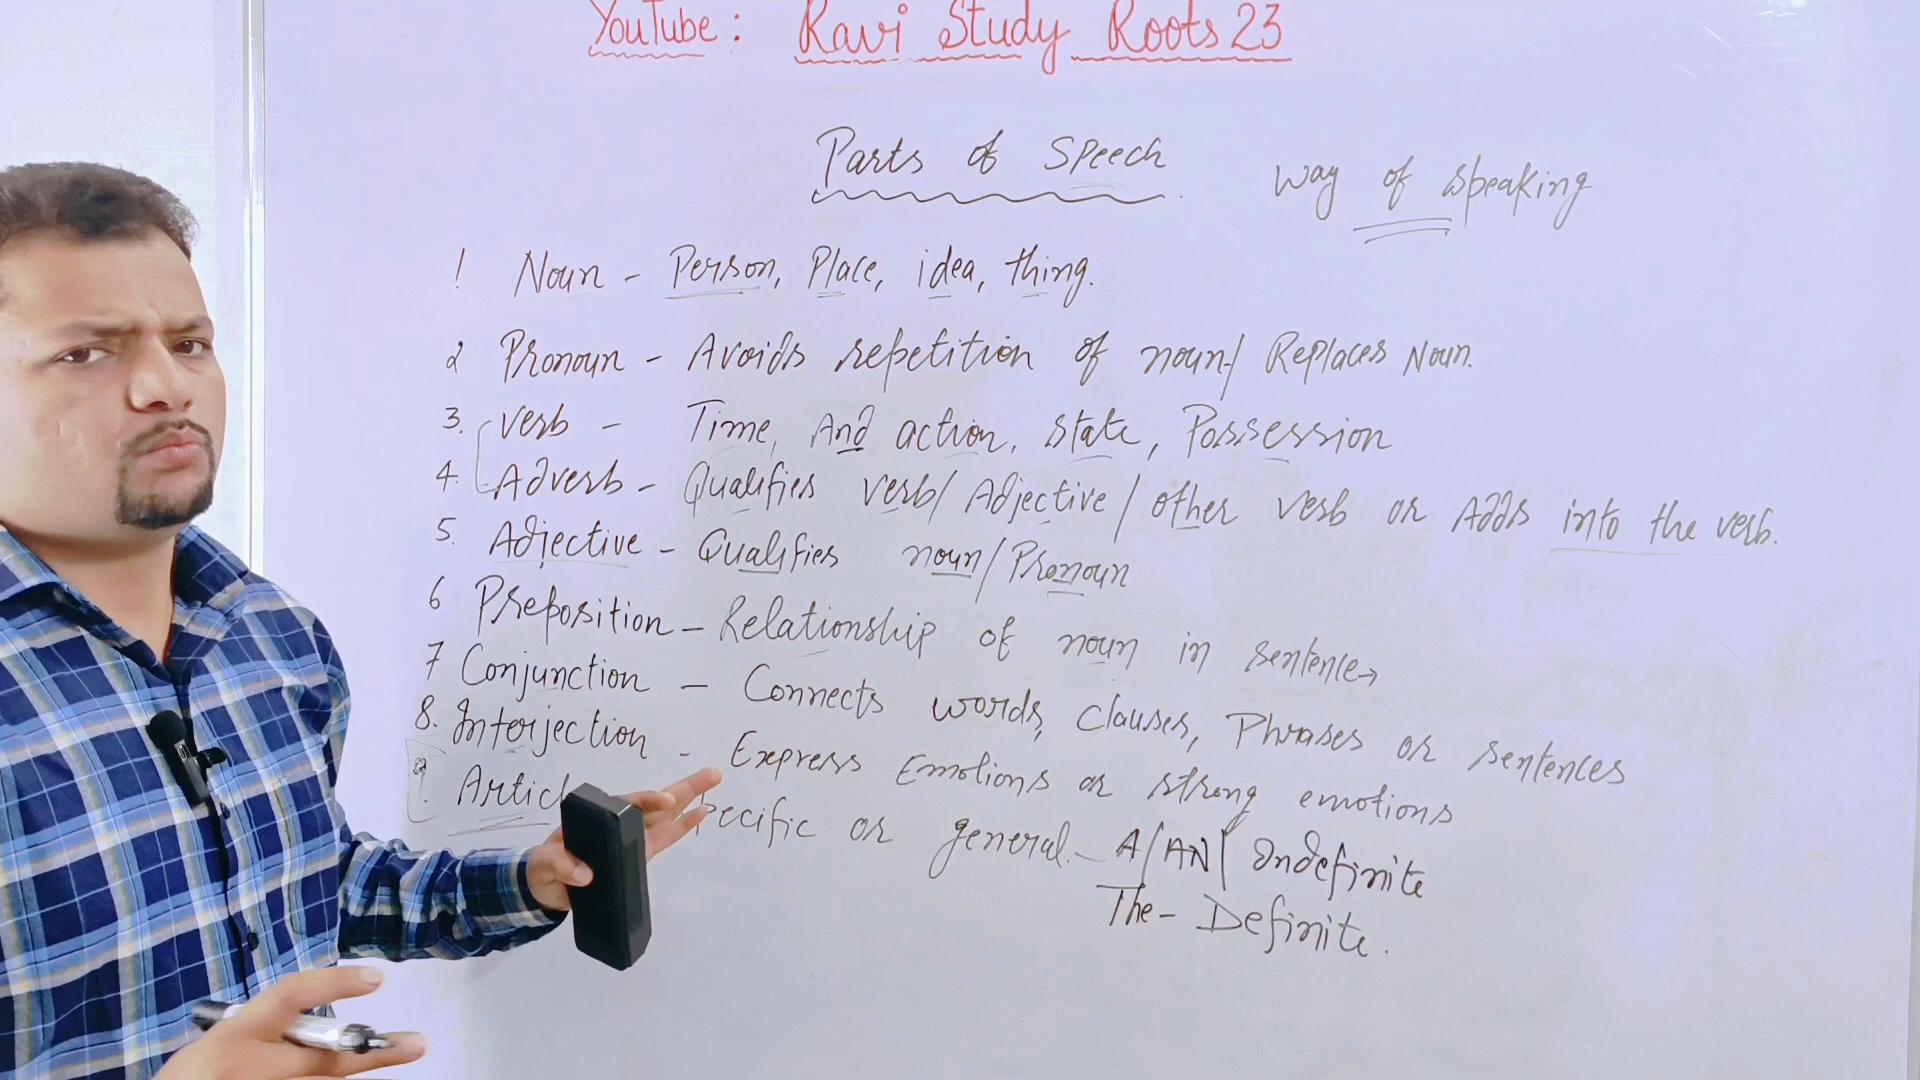 YouTube: Ravi Study Roots 23
Parts of Speech
Way of speaking
1 Noun - Person, Place, idea, thing.
2 Pronoun - Avoids repetition of noun/ Replaces Noun.
3. Verb - Time, And action, state, Possession
4. Adverb - Qualifies verb/ Adjective / other verb or Adds into the verb.
5. Adjective - Qualifies noun/ Pronoun
6 Preposition - Relationship of noun in sentence
7 Conjunction - Connects words, clauses, Phrases or sentences
8. Interjection - Express Emotions or strong emotions
9. Artic pecific or general - A/AN/ Indefinite
The - Definite.